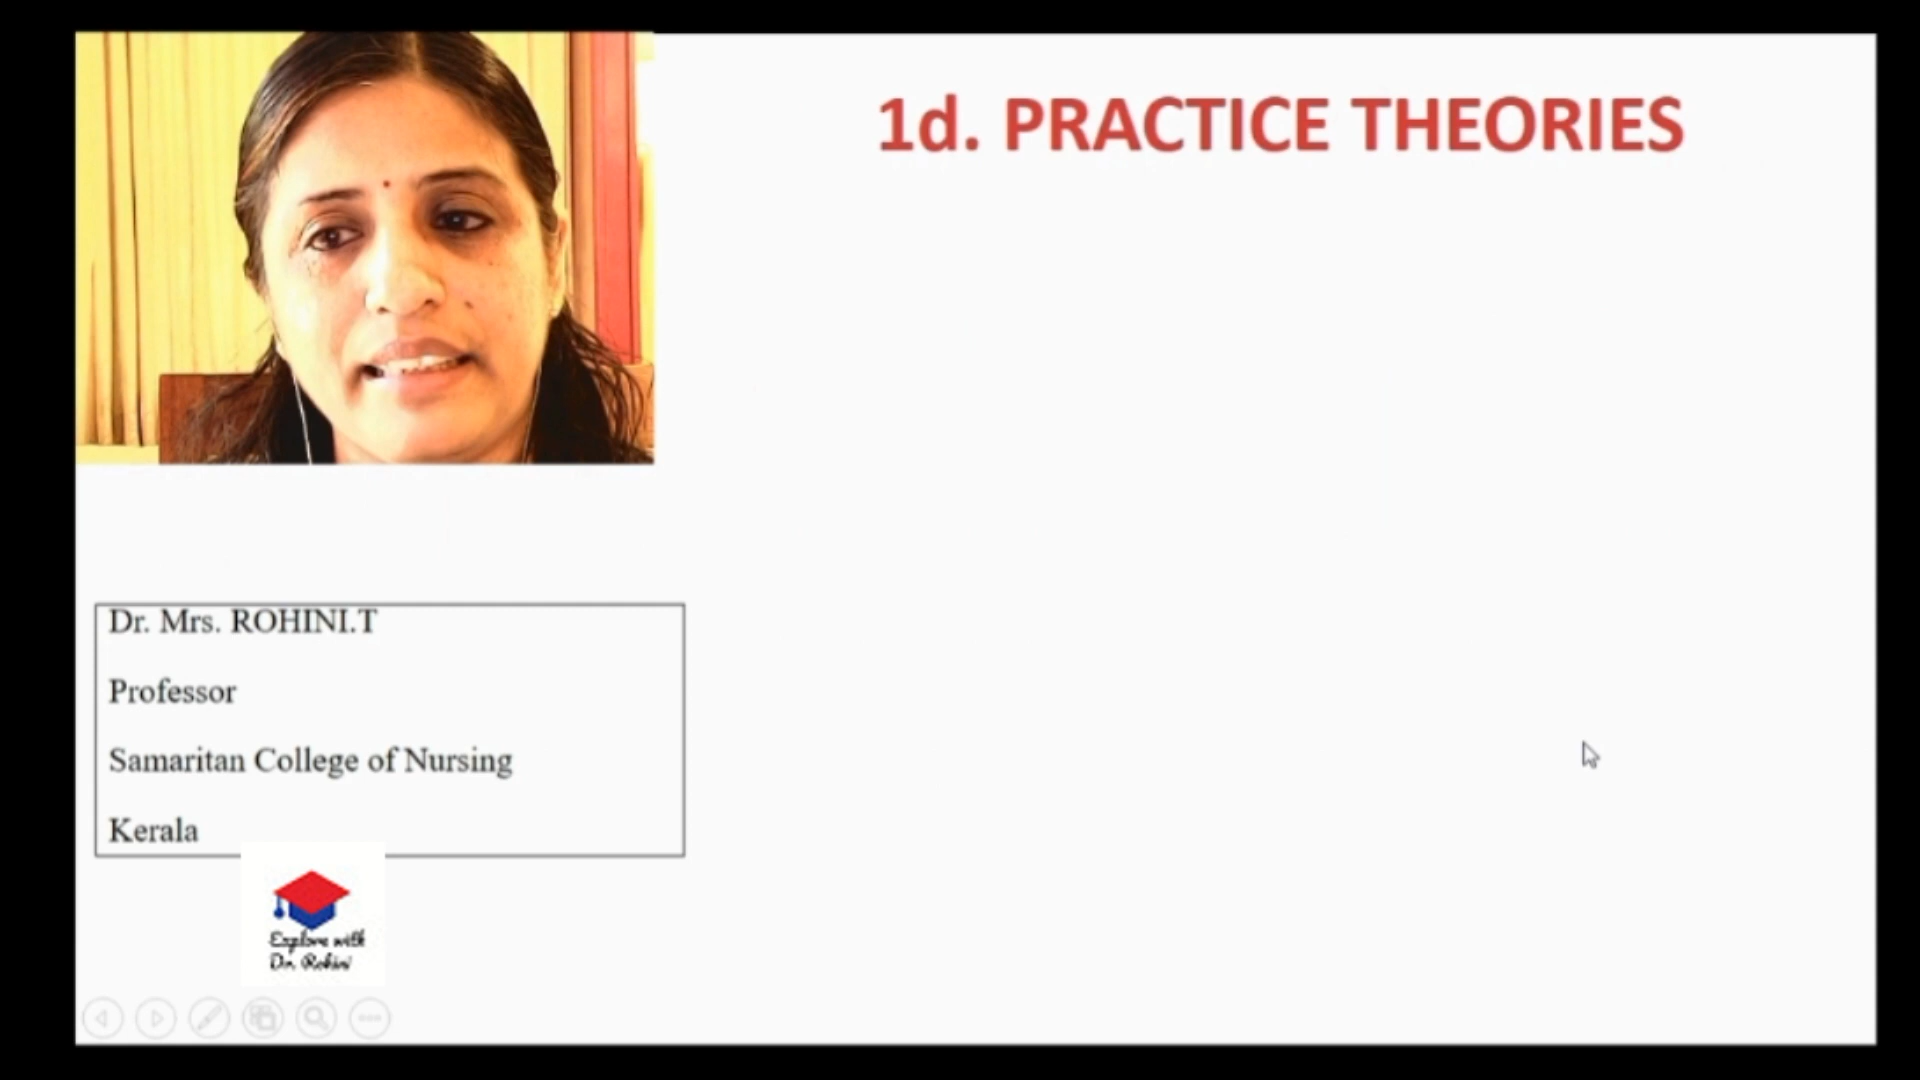 1d. PRACTICE THEORIES
Dr. Mrs. ROHINI.T
Professor
Samaritan College of Nursing
Kerala
Explore with
Dr. Rohini